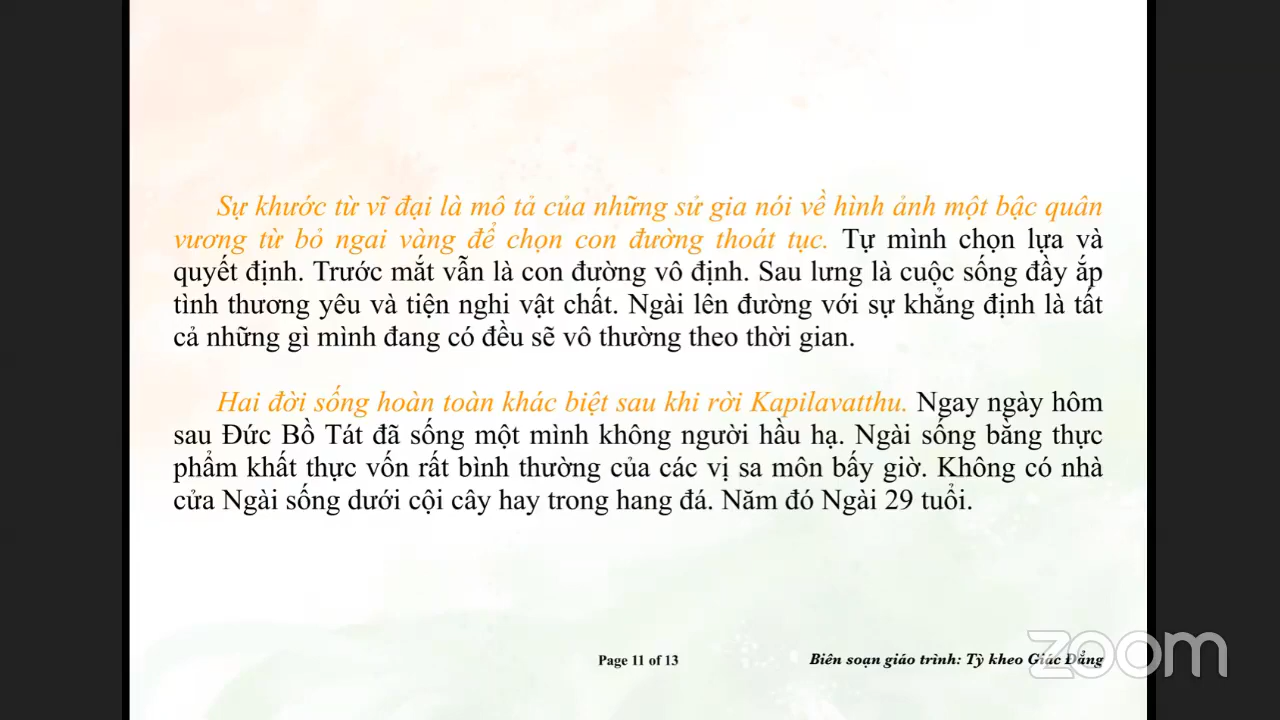 Sự khước từ vĩ đại là mô tả của những sử gia nói về hình ảnh một bậc quân
vương từ bỏ ngai vàng để chọn con đường thoát tục. Tự mình chọn lựa và
quyết định. Trước mắt vẫn là con đường vô định. Sau lưng là cuộc sống đầy ắp
tình thương yêu và tiện nghi vật chất. Ngài lên đường với sự khẳng định là tất
cả những gì mình đang có đều sẽ vô thường theo thời gian.
Hai đời sống hoàn toàn khác biệt sau khi rời Kapilavatthu. Ngay ngày hôm
sau Đức Bồ Tát đã sống một mình không người hầu hạ. Ngài sống bằng thực
phẩm khất thực vốn rất bình thường của các vị sa môn bấy giờ. Không có nhà
cửa Ngài sống dưới cội cây hay trong hang đá. Năm đó Ngài 29 tuổi.
Page 11 of 13
Biên soạn giáo trình: Tỳ kheo Giác Đẳng
zoom